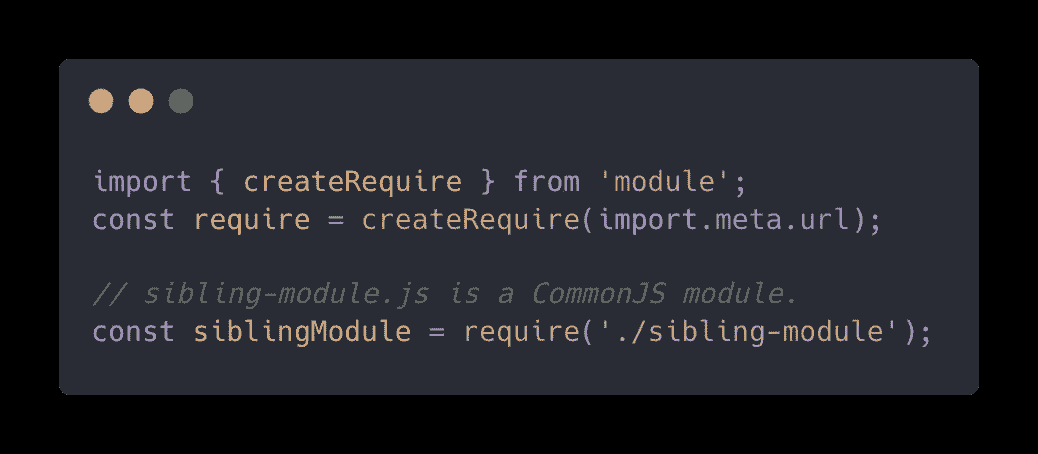 import { createRequire } from 'module';
const require = createRequire(import.meta.url);
// sibling-module.js is a CommonJS module.
const siblingModule = require('./sibling-module');